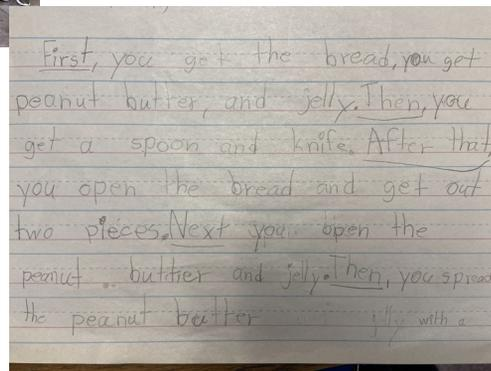 First, you get the bread, you get
peanut butter, and jelly. Then, you
get a spoon and knife. After that
you open the bread and get out
two pieces. Next you open the
peanut buttier and jelly. Then, you spread
the peanut butter jlly with a